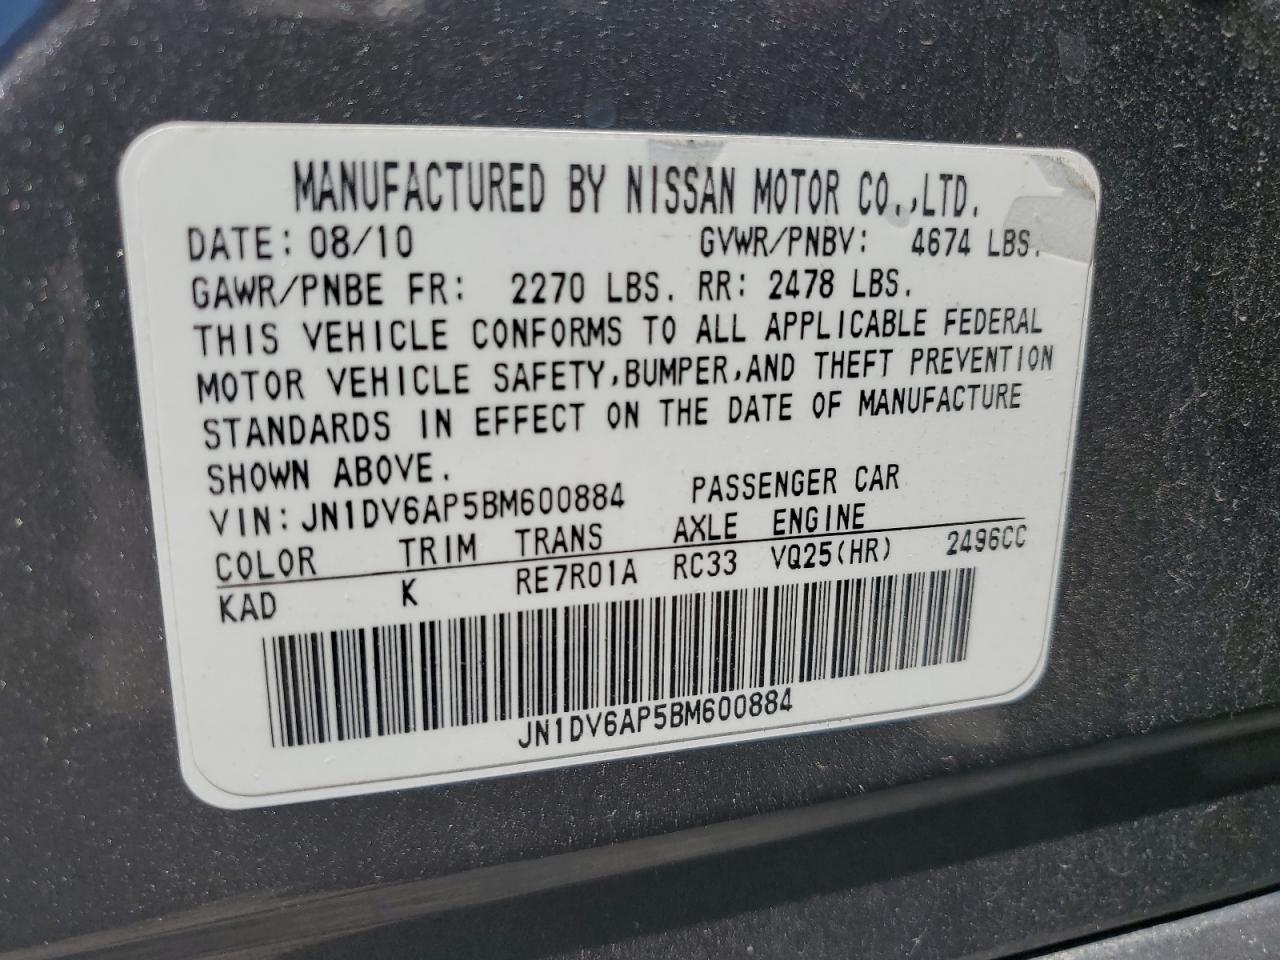 MANUFACTURED BY NISSAN MOTOR CO.,LTD.
DATE: 08/10 GVWR/PNBV: 4674 LBS.
GAWR/PNBE FR: 2270 LBS. RR: 2478 LBS.
THIS VEHICLE CONFORMS TO ALL APPLICABLE FEDERAL
MOTOR VEHICLE SAFETY,BUMPER,AND THEFT PREVENTION
STANDARDS IN EFFECT ON THE DATE OF MANUFACTURE
SHOWN ABOVE.
VIN: JN1DV6AP5BM600884 PASSENGER CAR
COLOR TRIM TRANS AXLE ENGINE
KAD K RE7R01A RC33 VQ25(HR) 2496CC
JN1DV6AP5BM600884